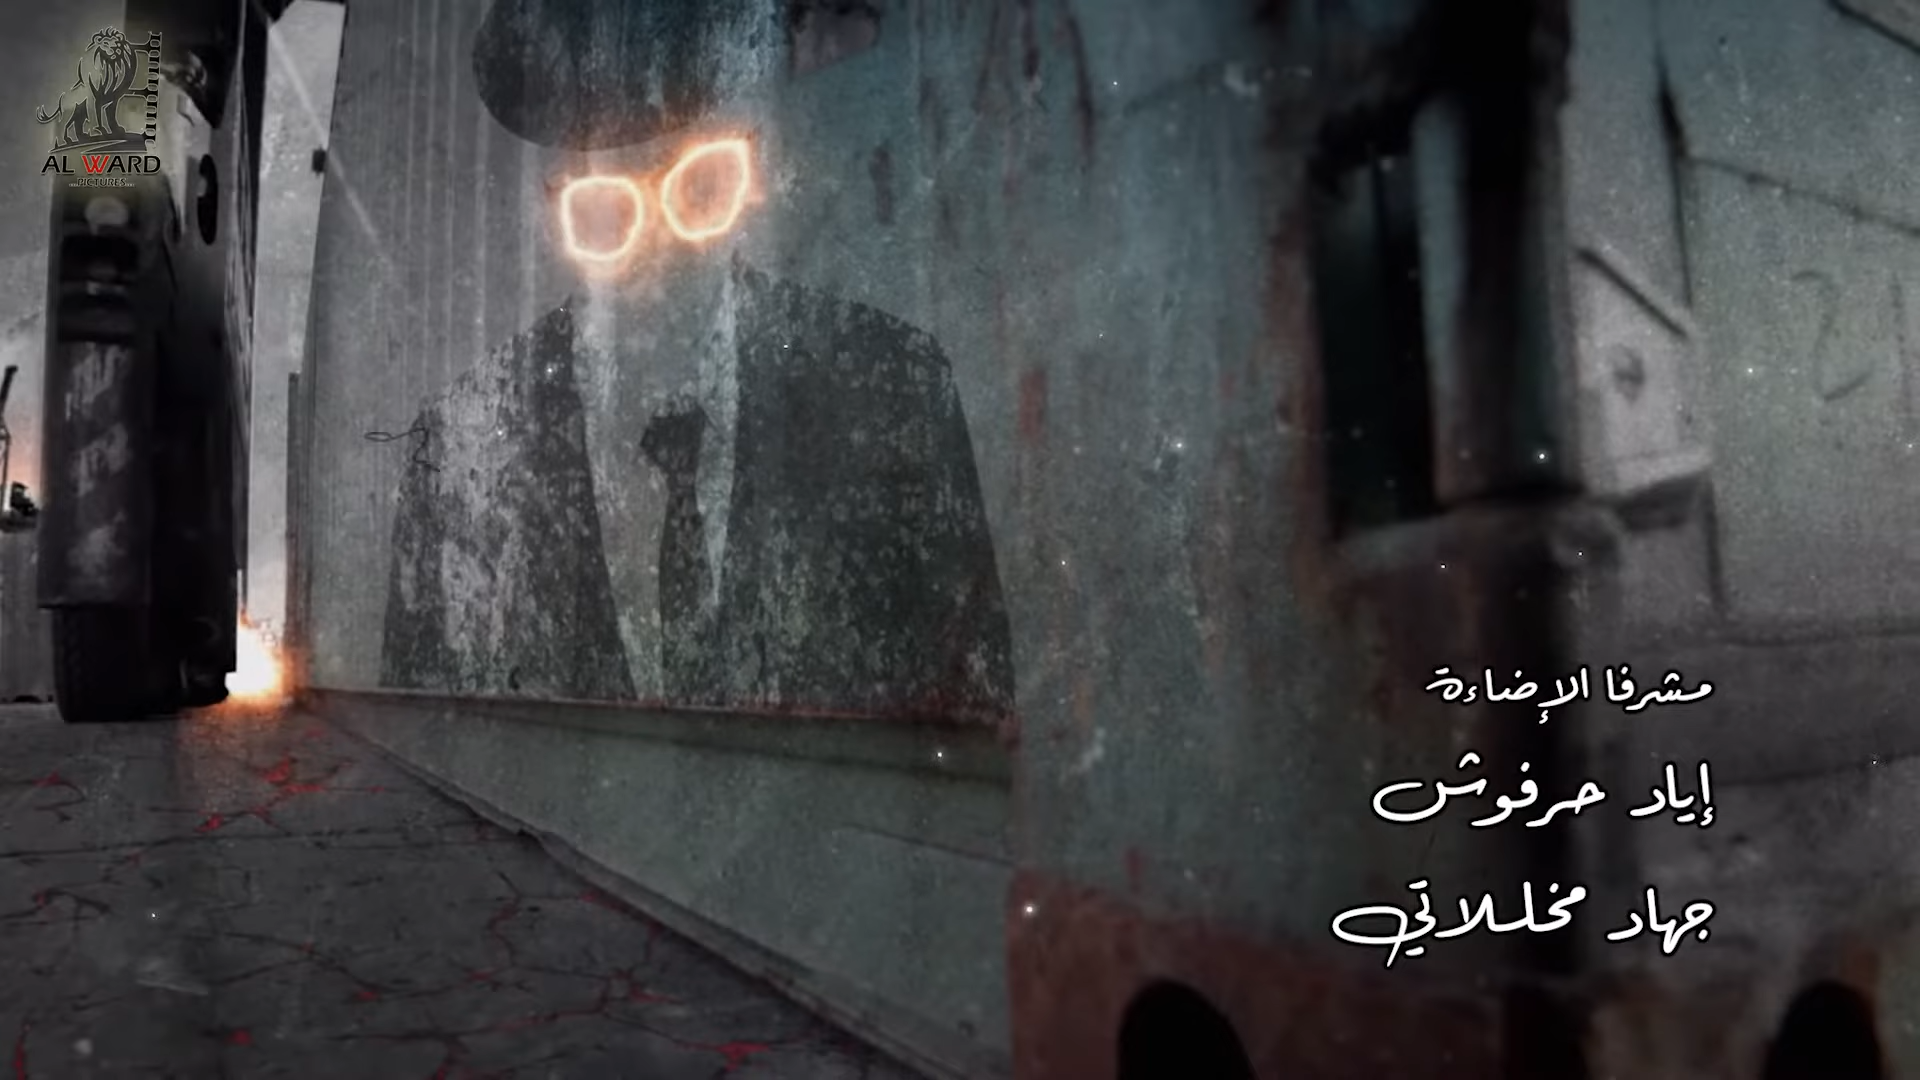 AL WARD
...PICTURES...
مشرفا الإضاءة
إياد حرفوش
جهاد مخللاتي